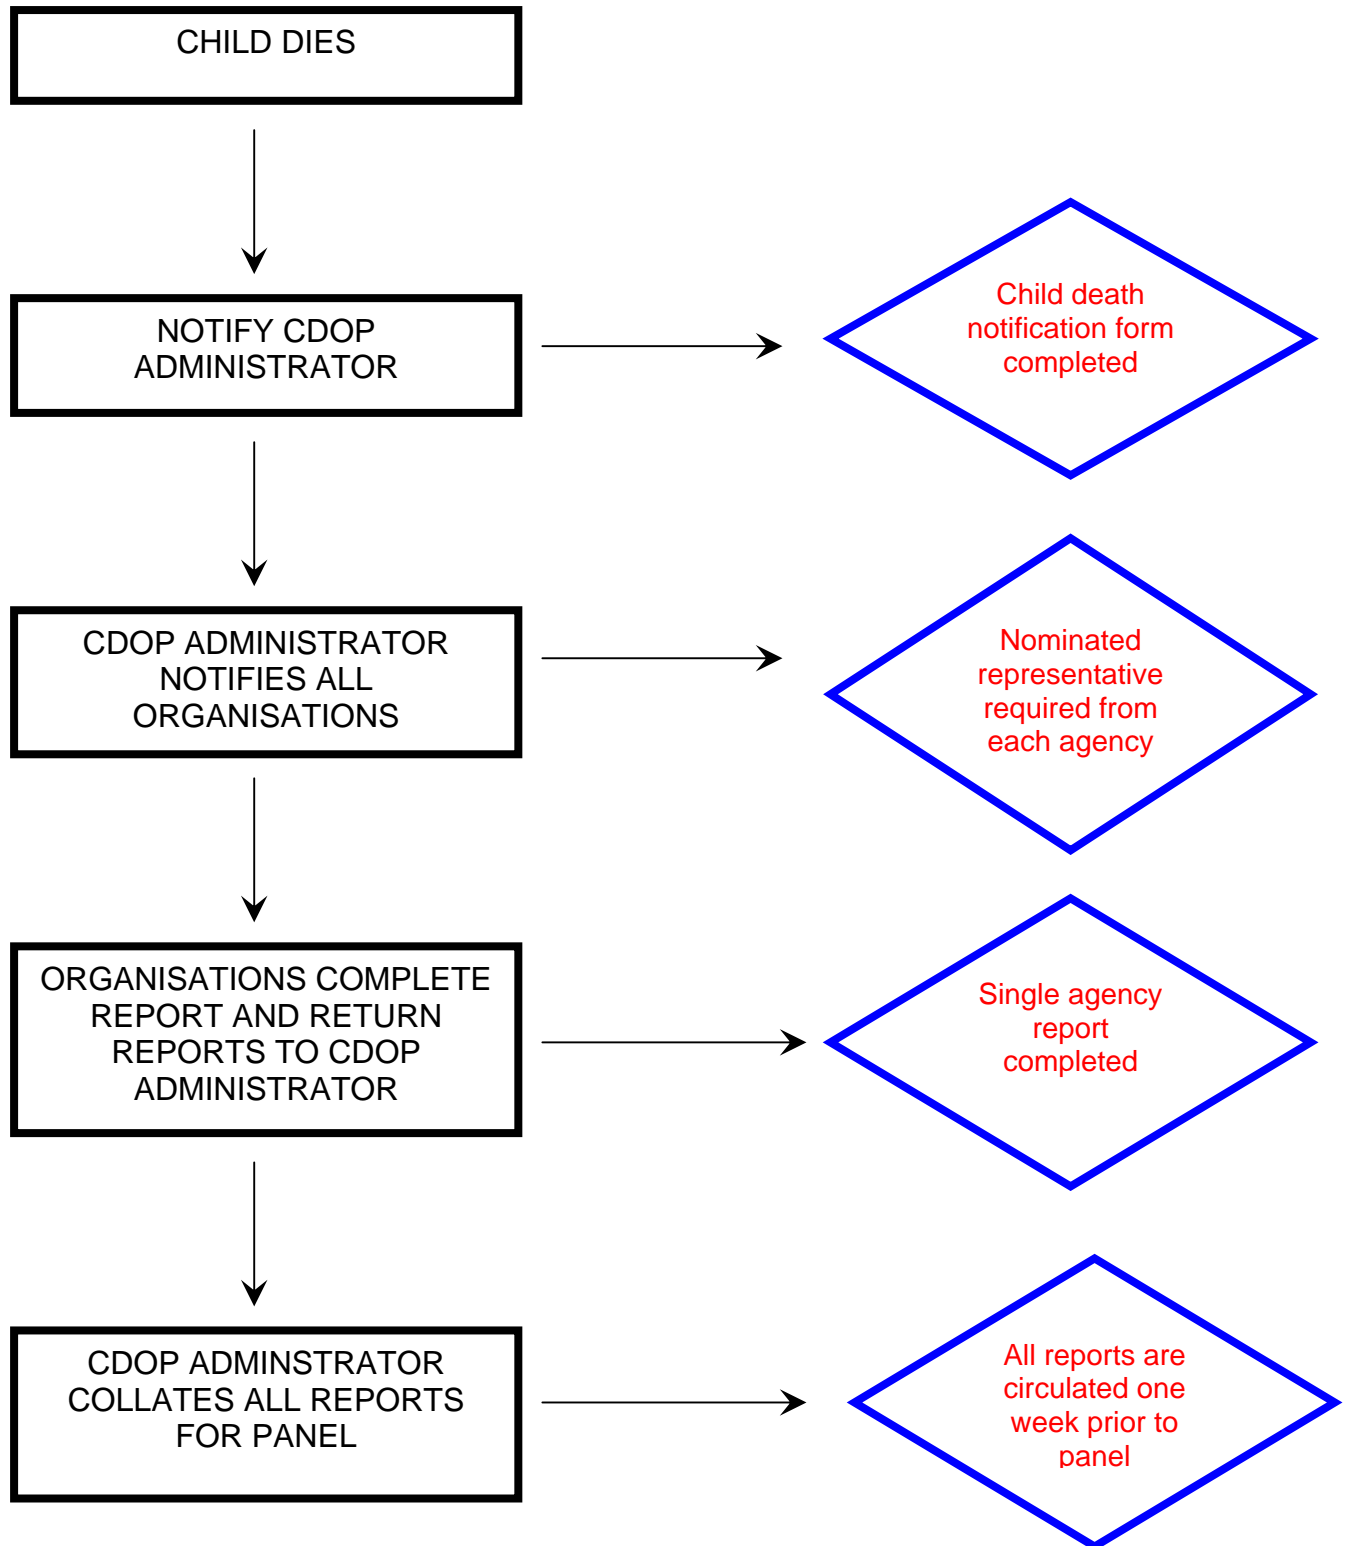 CHILD DIES
NOTIFY CDOP
ADMINISTRATOR
Child death
notification form
completed
CDOP ADMINISTRATOR
NOTIFIES ALL
ORGANISATIONS
Nominated
representative
required from
each agency
ORGANISATIONS COMPLETE
REPORT AND RETURN
REPORTS TO CDOP
ADMINISTRATOR
Single agency
report
completed
CDOP ADMINSTRATOR
COLLATES ALL REPORTS
FOR PANEL
All reports are
circulated one
week prior to
panel